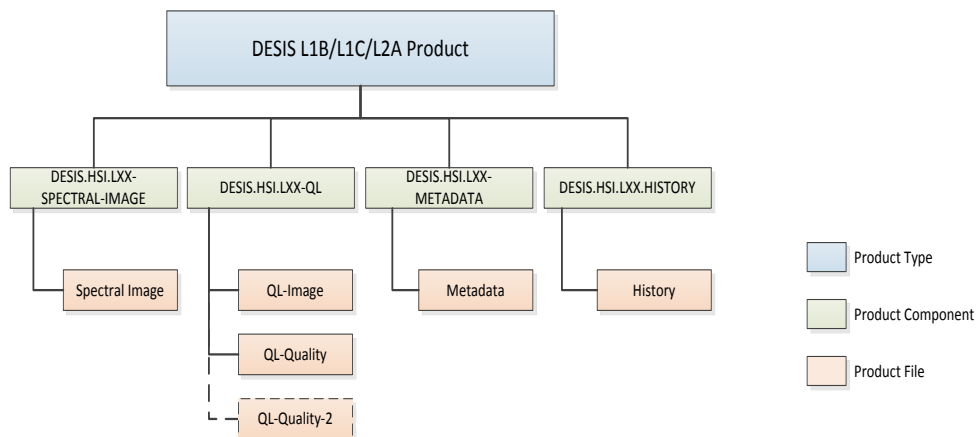 DESIS L1B/L1C/L2A Product
DESIS.HSI.LXX-
SPECTRAL-IMAGE
DESIS.HSI.LXX-QL
DESIS.HSI.LXX-
METADATA
DESIS.HSI.LXX.HISTORY
Spectral Image
QL-Image
Metadata
History
QL-Quality
QL-Quality-2
Product Type
Product Component
Product File